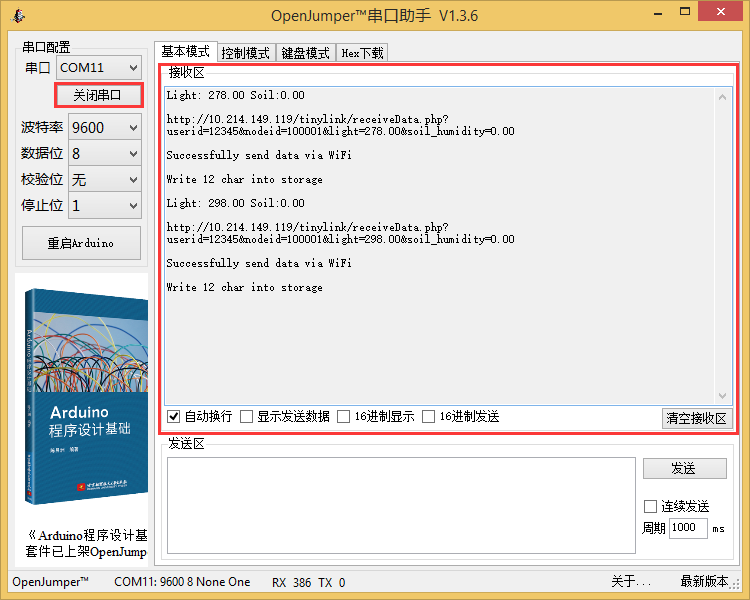 OpenJumper™串口助手 V1.3.6
串口配置
串口 COM11
关闭串口
波特率 9600
数据位 8
校验位 无
停止位 1
重启Arduino
Arduino
程序设计基础
《Arduino程序设计基
套件已上架OpenJump
基本模式 控制模式 键盘模式 Hex下载
接收区
Light: 278.00 Soil:0.00
http://10.214.149.119/tinylink/receiveData.php?
userid=12345&nodeid=100001&light=278.00&soil_humidity=0.00
Successfully send data via WiFi
Write 12 char into storage
Light: 298.00 Soil:0.00
http://10.214.149.119/tinylink/receiveData.php?
userid=12345&nodeid=100001&light=298.00&soil_humidity=0.00
Successfully send data via WiFi
Write 12 char into storage
自动换行 显示发送数据 16进制显示 16进制发送 清空接收区
发送区
发送
连续发送
周期 1000 ms
OpenJumper™ COM11: 9600 8 None One RX 386 TX 0 关于... 最新版本